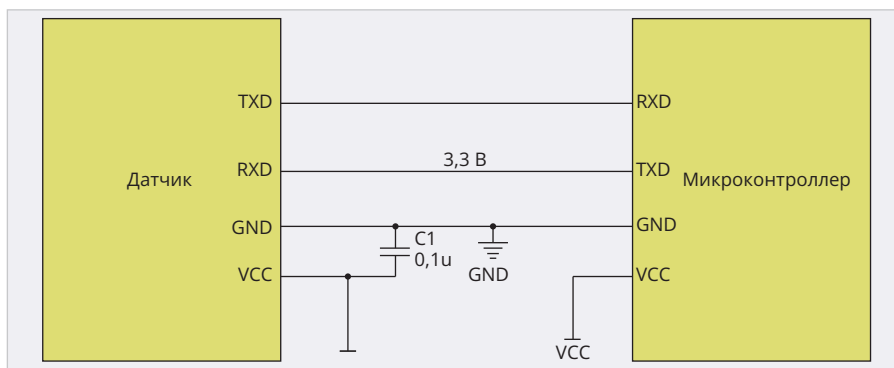 TXD
RXD
Датчик
RXD
3,3 В
TXD
Микроконтроллер
GND
C1
0,1u
GND
GND
VCC
VCC
VCC